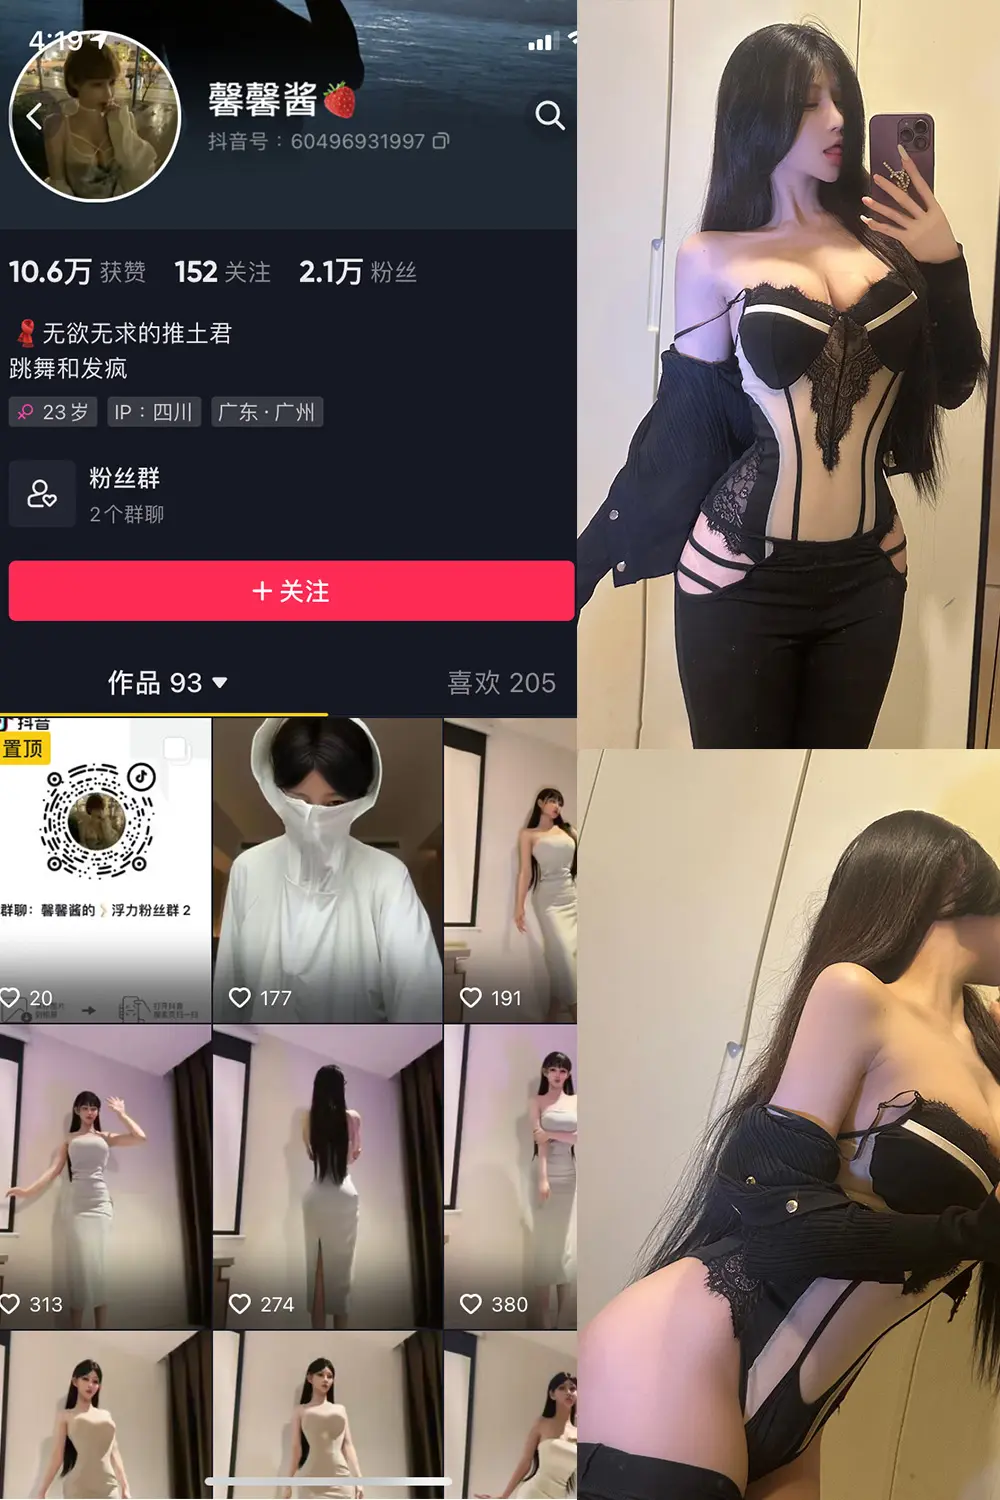 4:19
馨馨酱🍓
抖音号：60496931997
10.6万 获赞 152 关注 2.1万 粉丝
无欲无求的推土君
跳舞和发疯
23岁 IP：四川 广东·广州
粉丝群
2个群聊
+ 关注
作品 93 喜欢 205
抖音
置顶
群聊：馨馨酱的 浮力粉丝群 2
20 177 191
313 274 380